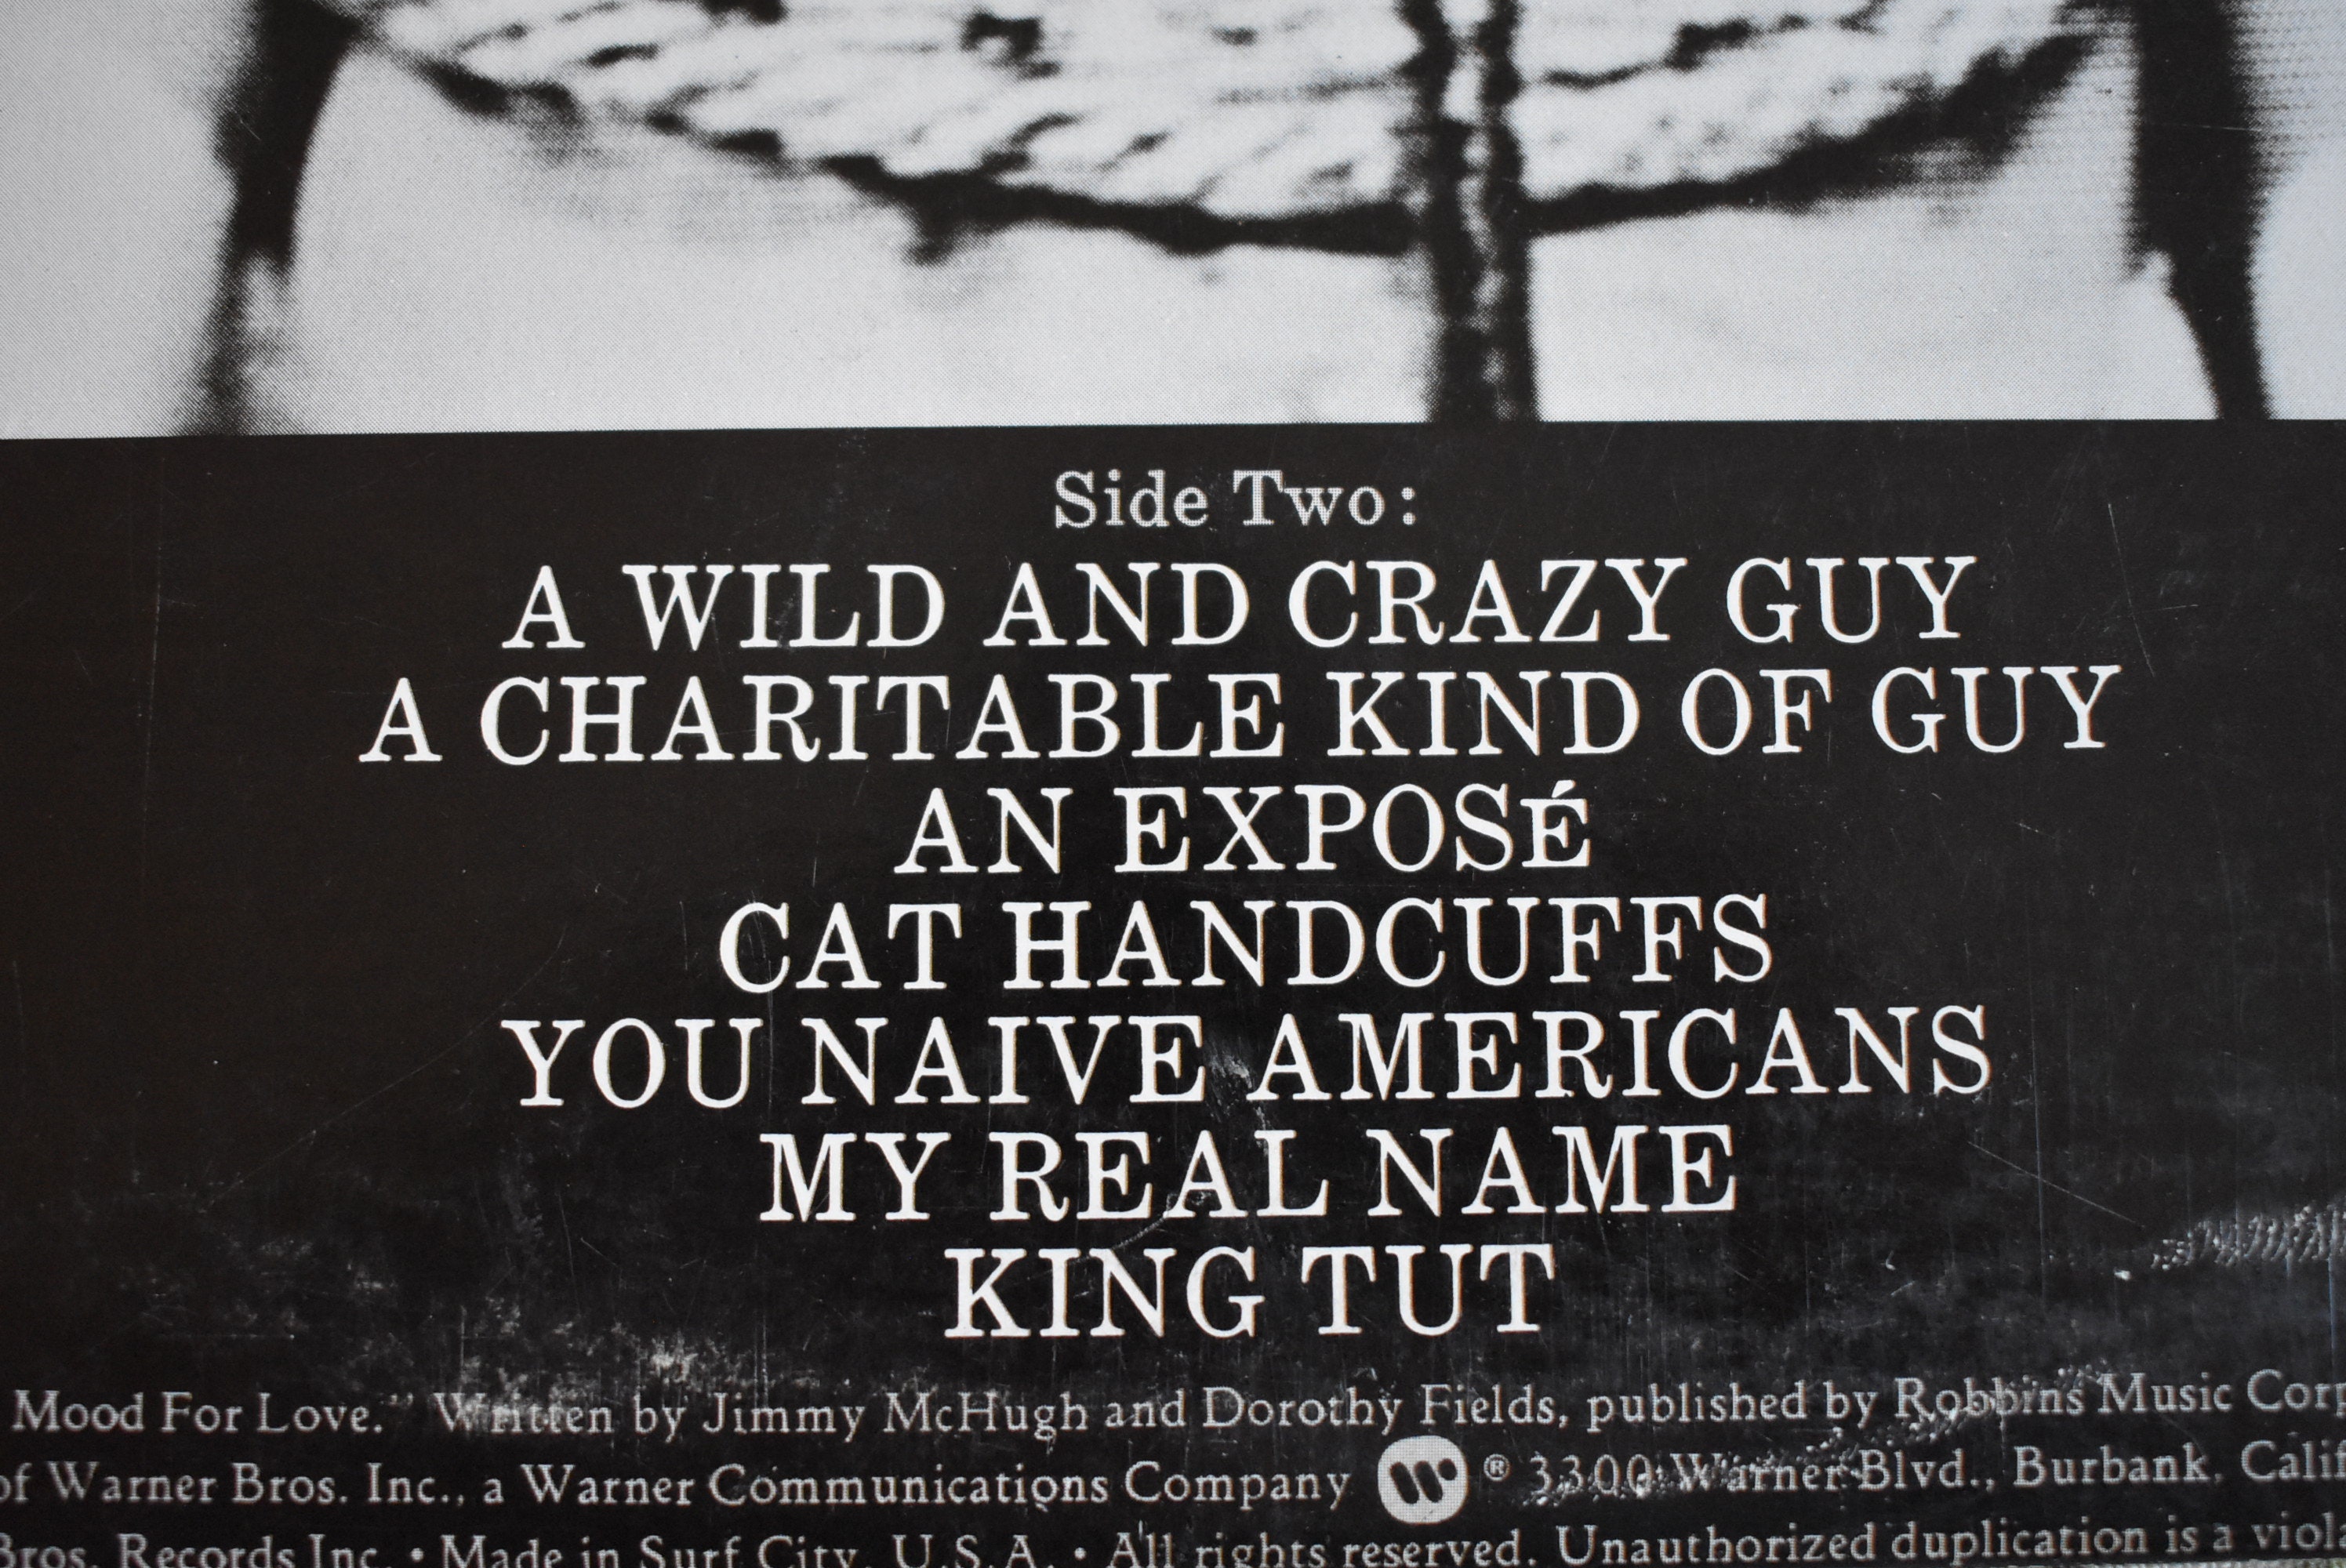 Side Two:
A WILD AND CRAZY GUY
A CHARITABLE KIND OF GUY
AN EXPOSÉ
CAT HANDCUFFS
YOU NAIVE AMERICANS
MY REAL NAME
KING TUT
Mood For Love." Written by Jimmy McHugh and Dorothy Fields, published by Robbins Music Corp
of Warner Bros. Inc., a Warner Communications Company W ® 3300 Warner Blvd., Burbank, Calif
Bros. Records Inc. • Made in Surf City, U.S.A. • All rights reserved. Unauthorized duplication is a viol